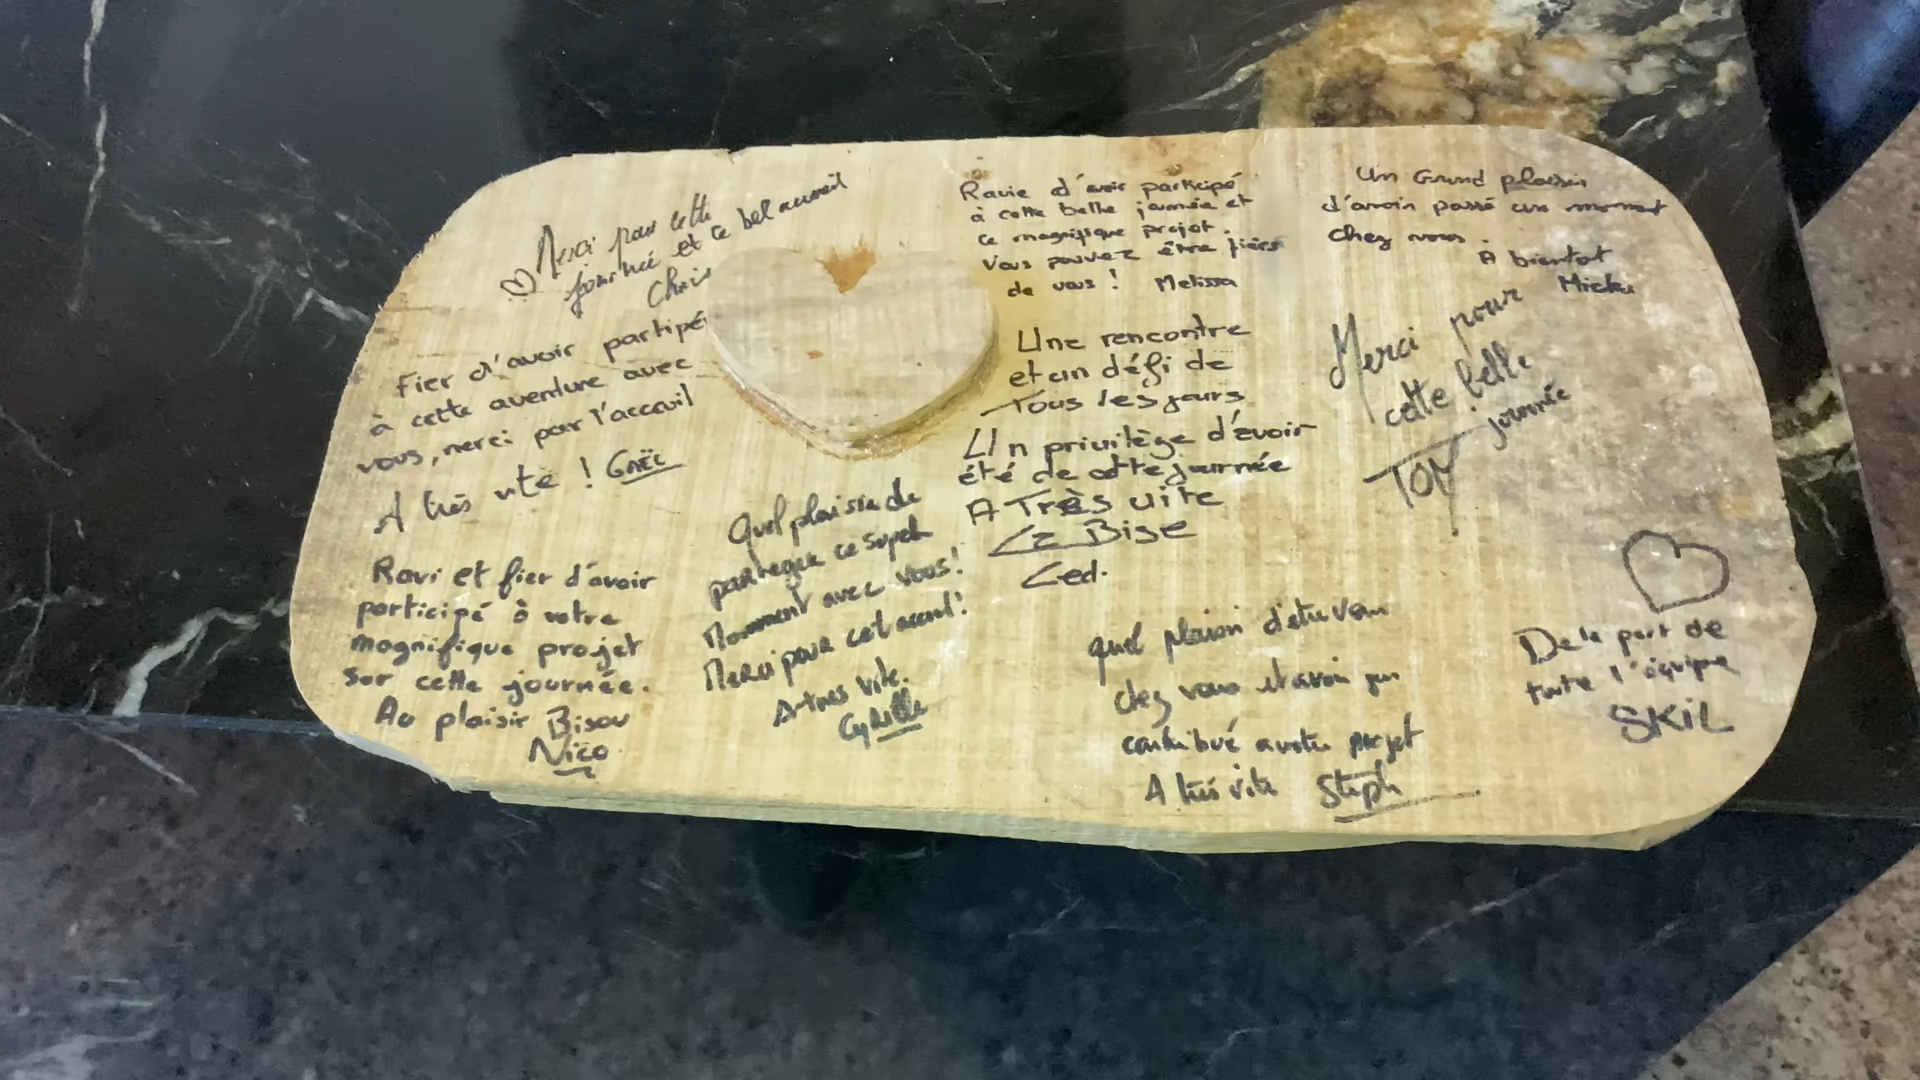 Merci pour cette
journée et ce bel accueil
Chris
Fier d'avoir partipé
à cette aventure avec
vous, merci par l'acceuil
A très vite ! GAËL
Ravi et fier d'avoir
participé à votre
magnifique projet
sur cette journée.
Au plaisir Bisou
Nico
Quel plaisir de
partager ce super
Momment avec vous!
Merci pour cet accueil!
A très vite.
Cyrille
Ravie d'avoir participé
à cette belle journée et
ce magnifique projet.
Vous pouvez être fiers
de vous ! Melissa
Une rencontre
et un défi de
Tous les jours
Un privilège d'avoir
été de cette journée
A Très vite
La Bise
Ced.
Un Grand plaisir
d'avoir passé un moment
chez vous.
A bientot
Merci pour
cette belle
journée
TOM
quel plaisir d'être venu
chez vous et avoir pu
contribué a votre projet
A très vite Steph
De la part de
toute l'équipe
SKIL